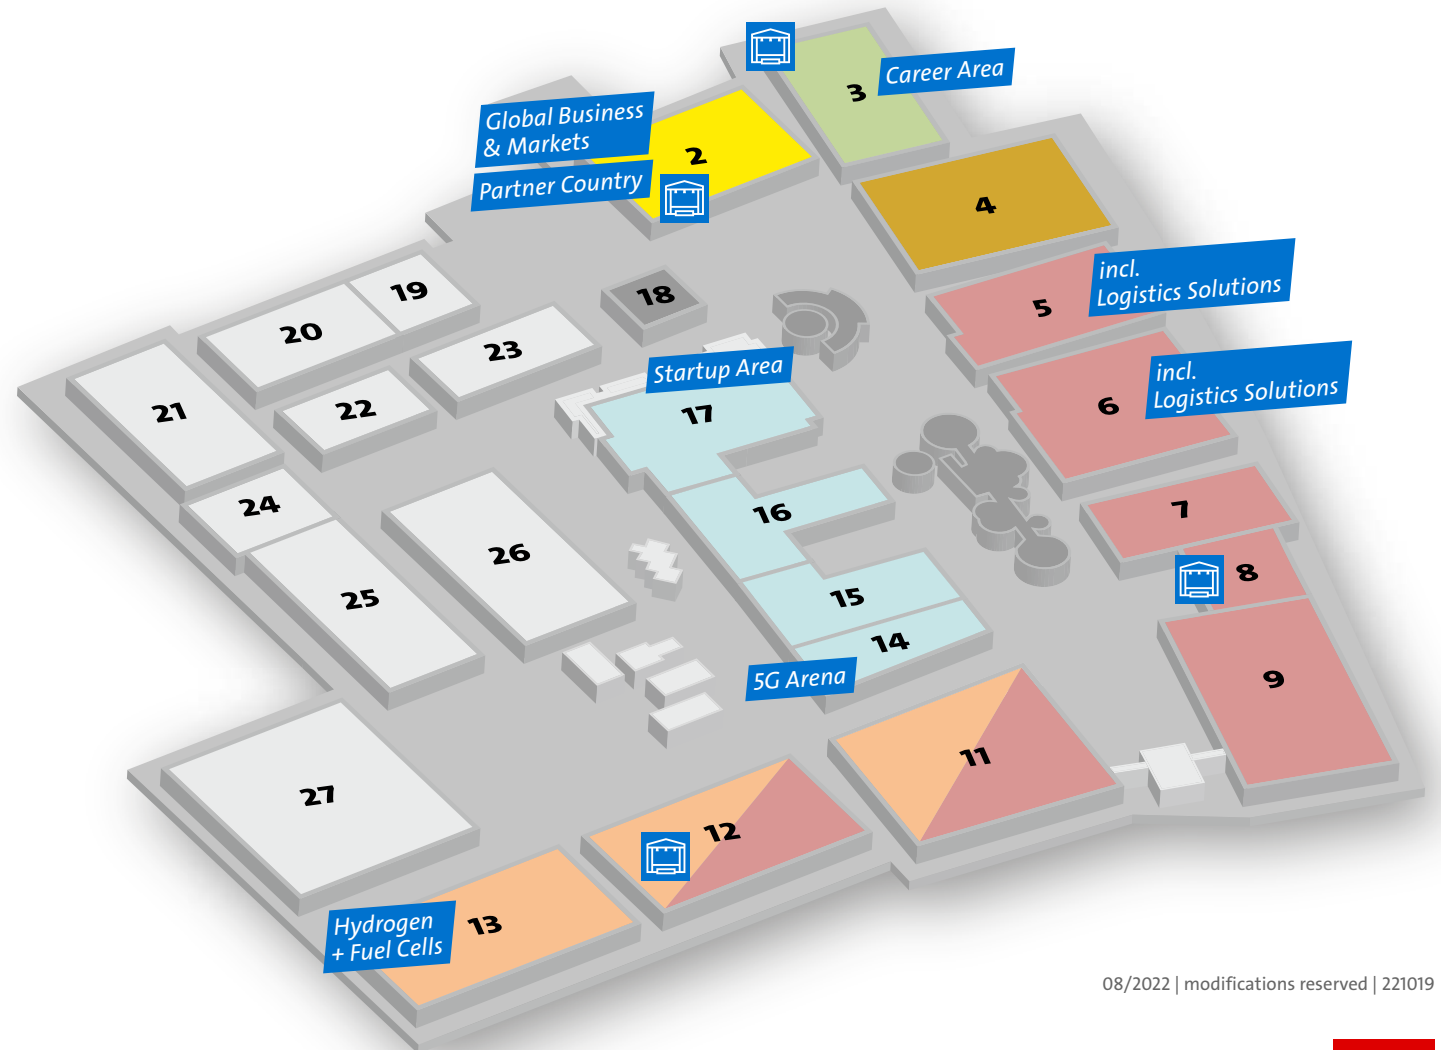 3
Career Area
Global Business
& Markets
2
Partner Country
4
incl.
Logistics Solutions
5
19
18
20
23
incl.
Logistics Solutions
6
Startup Area
17
21
22
24
16
7
26
25
15
8
14
5G Arena
9
11
27
12
13
Hydrogen
+ Fuel Cells
08/2022 | modifications reserved | 221019